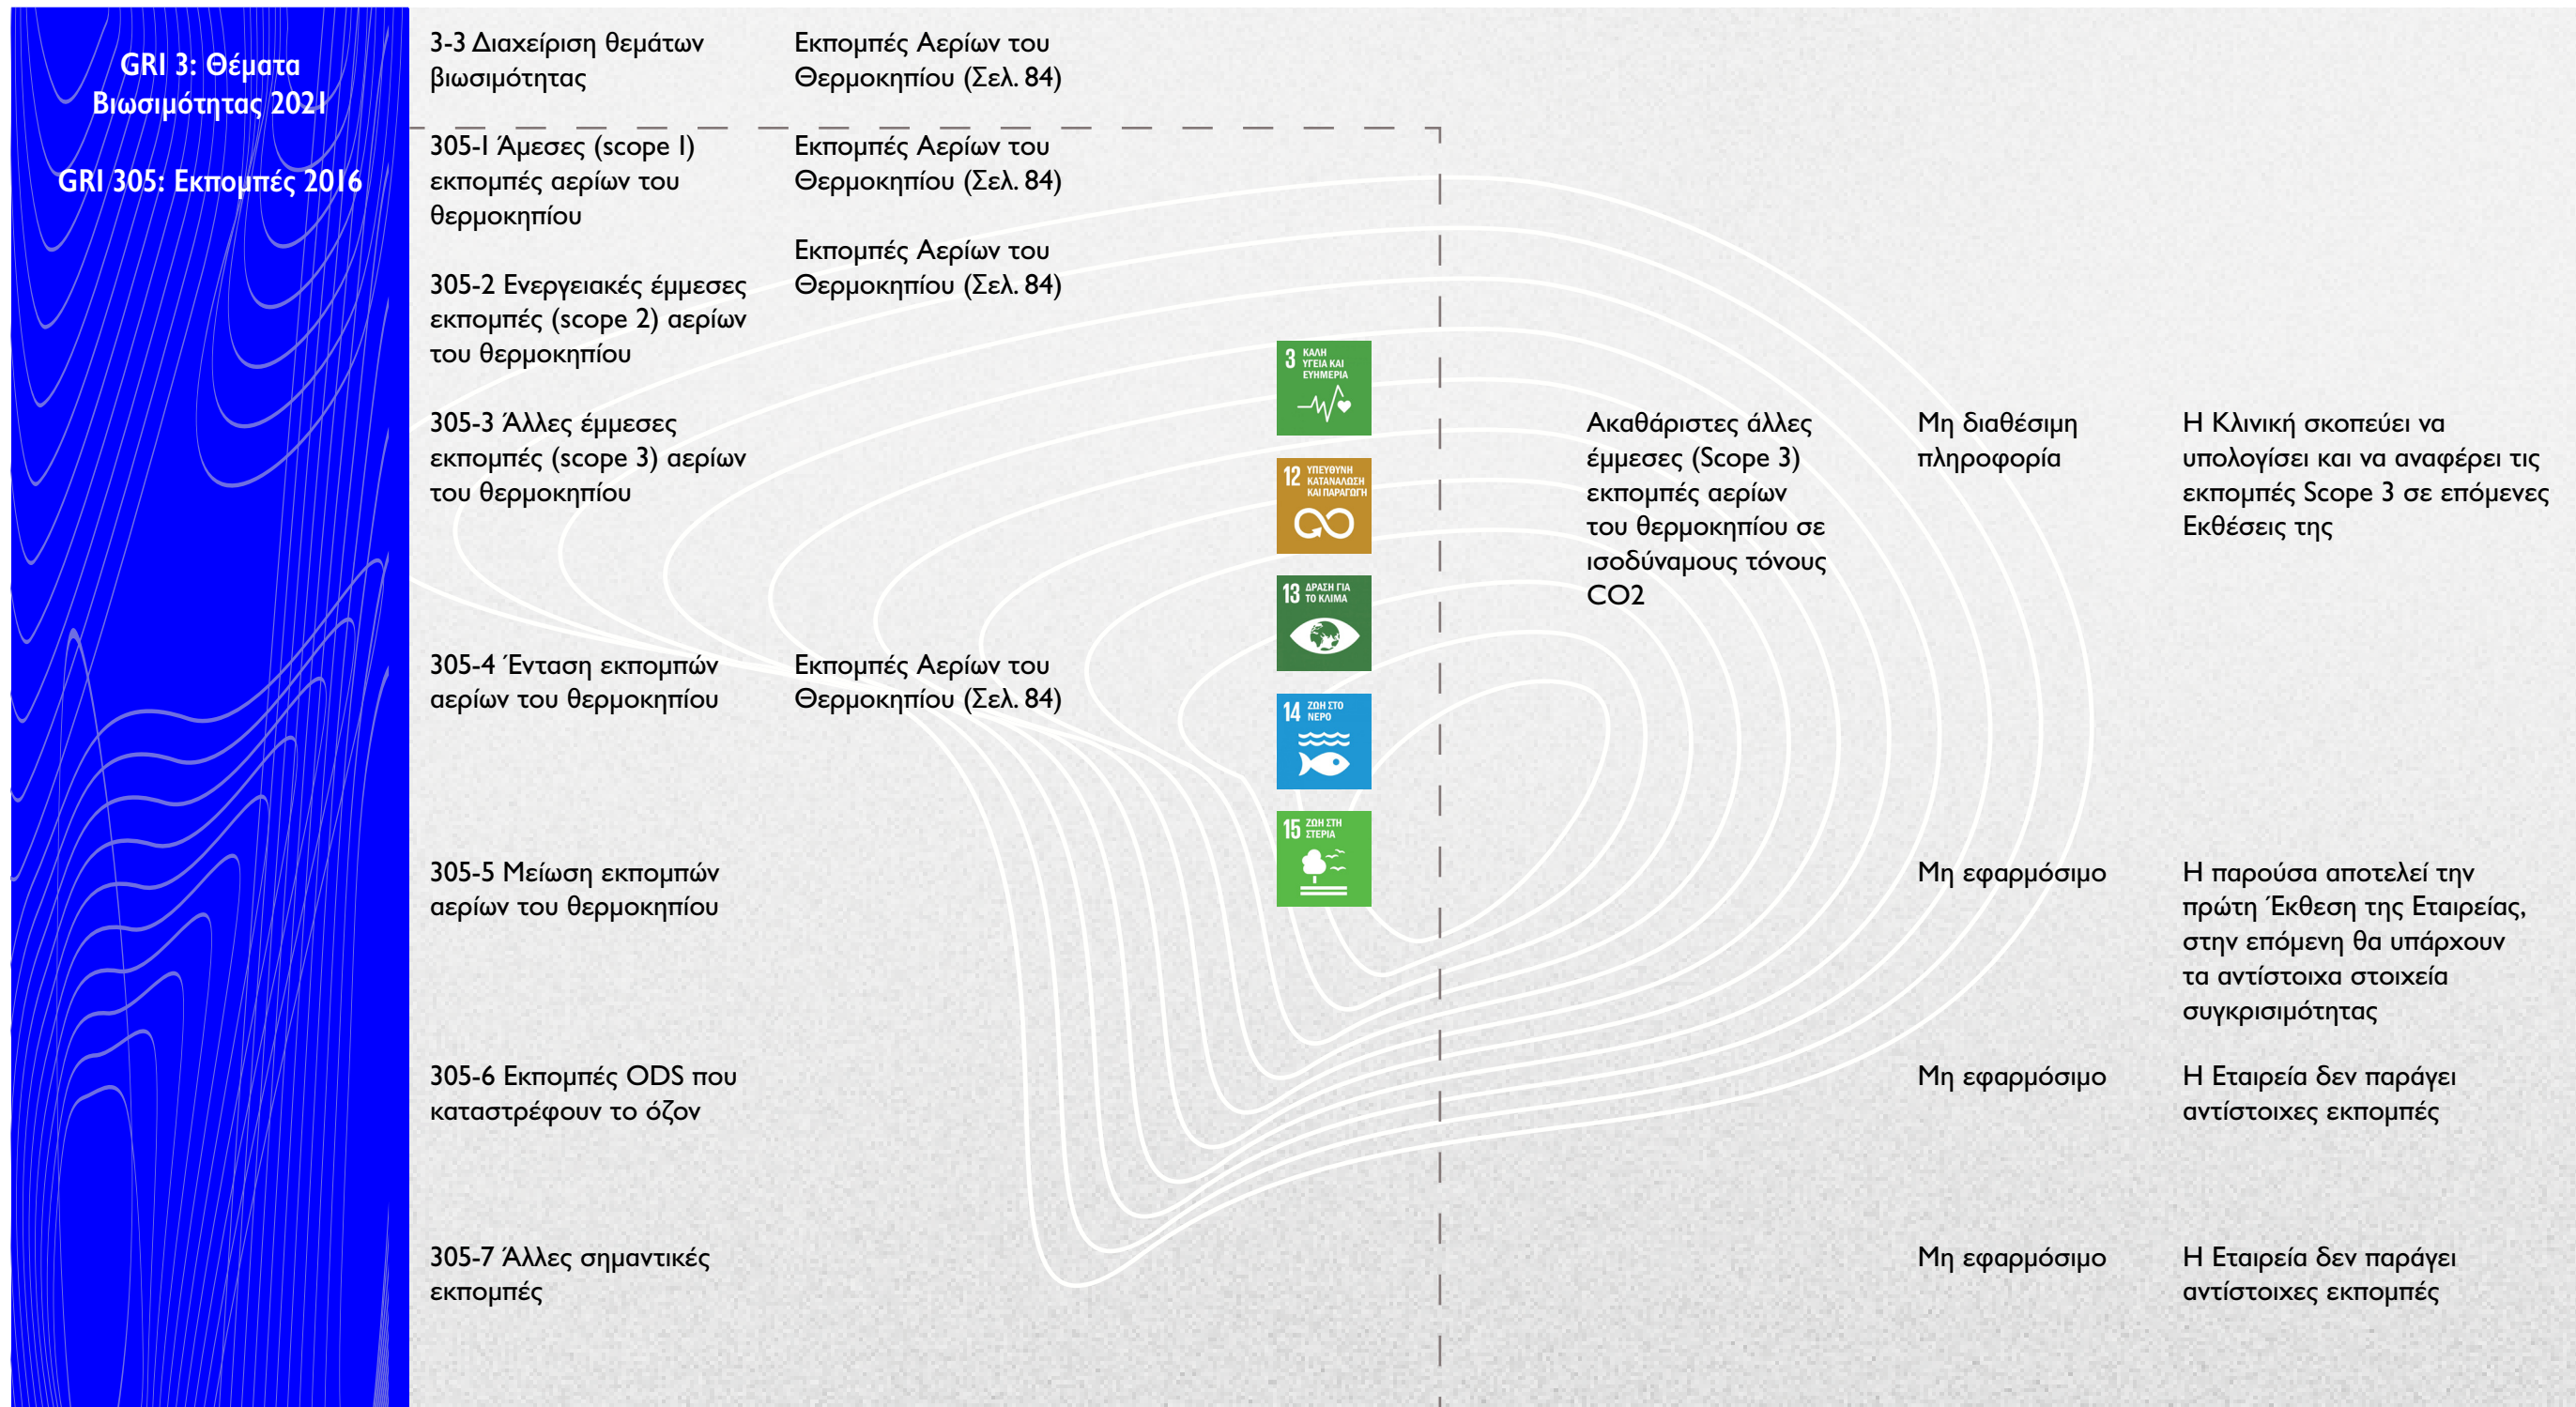 GRI 3: Θέματα
Βιωσιμότητας 2021
GRI 305: Εκπομπές 2016
3-3 Διαχείριση θεμάτων
βιωσιμότητας
Εκπομπές Αερίων του
Θερμοκηπίου (Σελ. 84)
305-1 Άμεσες (scope 1)
εκπομπές αερίων του
θερμοκηπίου
Εκπομπές Αερίων του
Θερμοκηπίου (Σελ. 84)
305-2 Ενεργειακές έμμεσες
εκπομπές (scope 2) αερίων
του θερμοκηπίου
Εκπομπές Αερίων του
Θερμοκηπίου (Σελ. 84)
305-3 Άλλες έμμεσες
εκπομπές (scope 3) αερίων
του θερμοκηπίου
Ακαθάριστες άλλες
έμμεσες (Scope 3)
εκπομπές αερίων
του θερμοκηπίου σε
ισοδύναμους τόνους
CO2
Μη διαθέσιμη
πληροφορία
Η Κλινική σκοπεύει να
υπολογίσει και να αναφέρει τις
εκπομπές Scope 3 σε επόμενες
Εκθέσεις της
305-4 Ένταση εκπομπών
αερίων του θερμοκηπίου
Εκπομπές Αερίων του
Θερμοκηπίου (Σελ. 84)
3 ΚΑΛΗ
ΥΓΕΙΑ ΚΑΙ
ΕΥΗΜΕΡΙΑ
12 ΥΠΕΥΘΥΝΗ
ΚΑΤΑΝΑΛΩΣΗ
ΚΑΙ ΠΑΡΑΓΩΓΗ
13 ΔΡΑΣΗ ΓΙΑ
ΤΟ ΚΛΙΜΑ
14 ΖΩΗ ΣΤΟ
ΝΕΡΟ
15 ΖΩΗ ΣΤΗ
ΣΤΕΡΙΑ
305-5 Μείωση εκπομπών
αερίων του θερμοκηπίου
Μη εφαρμόσιμο
Η παρούσα αποτελεί την
πρώτη Έκθεση της Εταιρείας,
στην επόμενη θα υπάρχουν
τα αντίστοιχα στοιχεία
συγκρισιμότητας
305-6 Εκπομπές ODS που
καταστρέφουν το όζον
Μη εφαρμόσιμο
Η Εταιρεία δεν παράγει
αντίστοιχες εκπομπές
305-7 Άλλες σημαντικές
εκπομπές
Μη εφαρμόσιμο
Η Εταιρεία δεν παράγει
αντίστοιχες εκπομπές